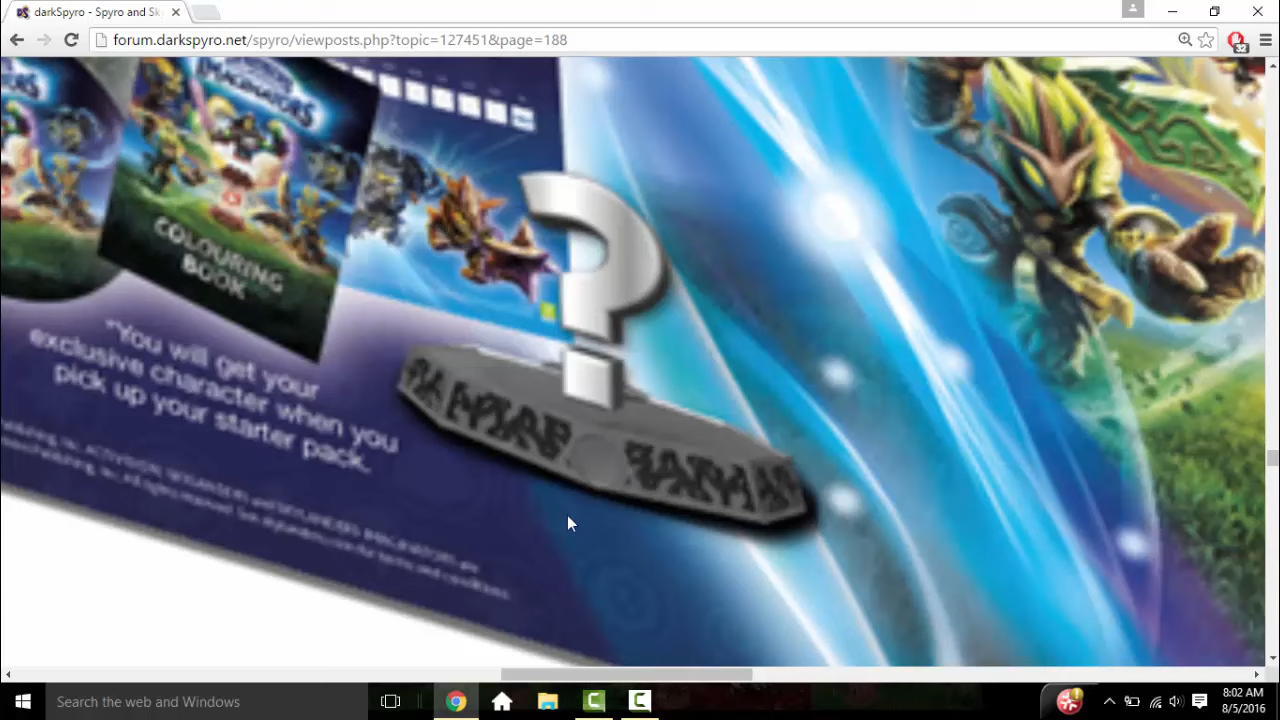 darkSpyro - Spyro and Sk
forum.darkspyro.net/spyro/viewposts.php?topic=127451&page=188
32
IMAGINATORS
COLOURING
BOOK
?
*You will get your
exclusive character when you
pick up your starter pack.
Search the web and Windows
8:02 AM
8/5/2016